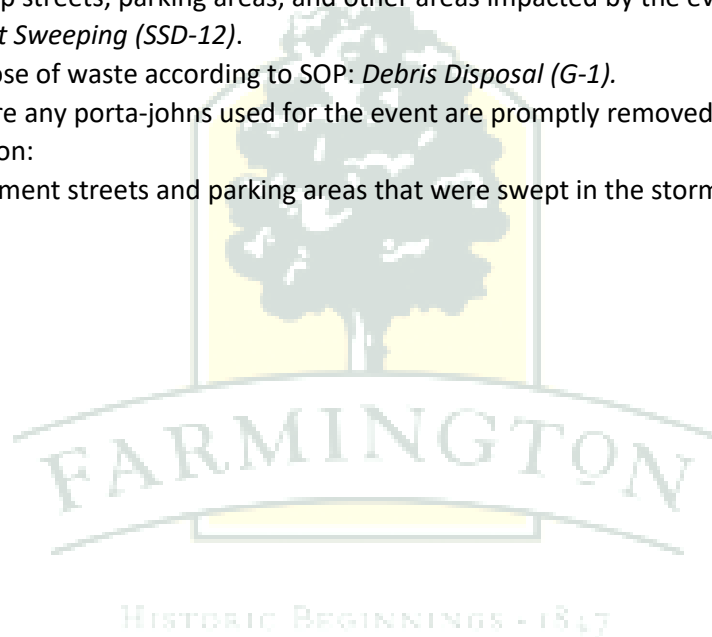 p streets, parking areas, and other areas impacted by the ev
t Sweeping (SSD-12).
ose of waste according to SOP: Debris Disposal (G-1).
re any porta-johns used for the event are promptly removed
on:
ment streets and parking areas that were swept in the storm
FARMINGTON
HISTORIC BEGINNINGS • 1847